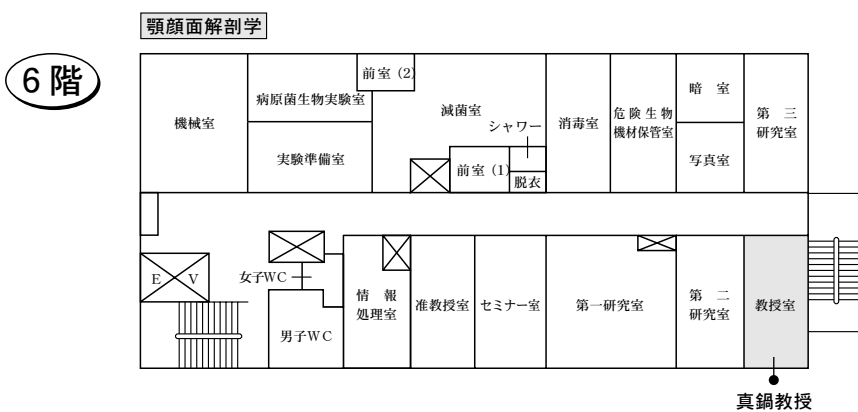 顎顔面解剖学
6階
機械室
病原菌生物実験室
実験準備室
前室(2)
滅菌室
シャワー
前室(1)
脱衣
消毒室
危険生物
機材保管室
暗室
写真室
第三
研究室
EV
女子WC
男子WC
情報
処理室
准教授室
セミナー室
第一研究室
第二
研究室
教授室
真鍋教授